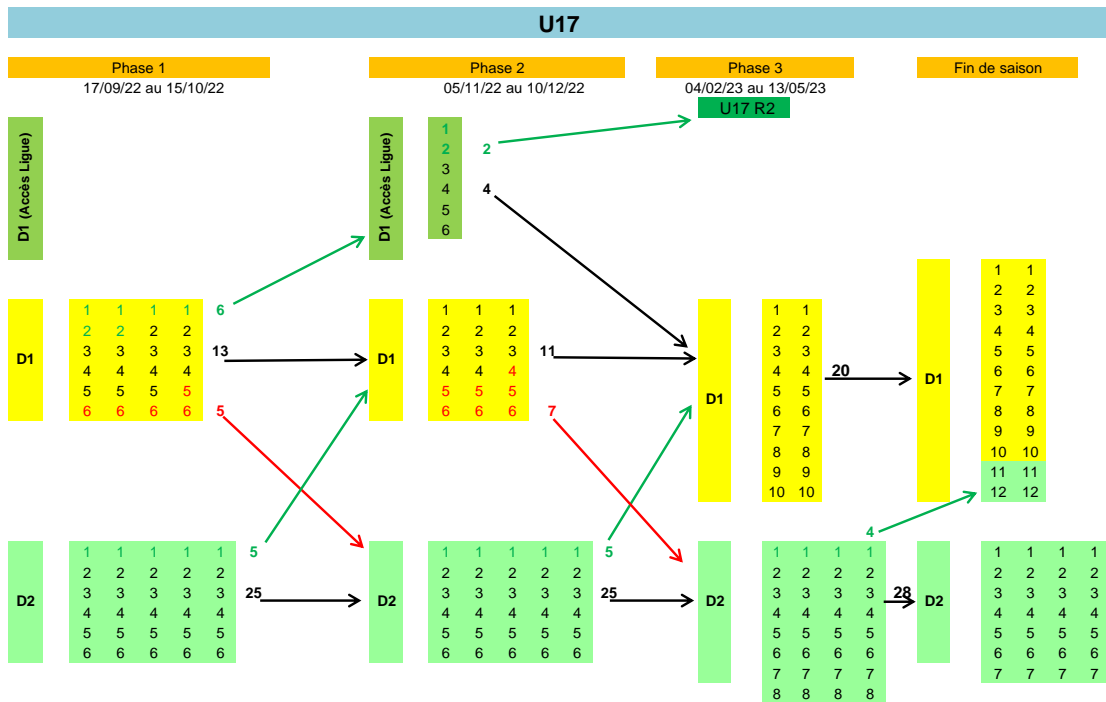 U17
Phase 1
Phase 2
Phase 3
Fin de saison
17/09/22 au 15/10/22
05/11/22 au 10/12/22
04/02/23 au 13/05/23
U17 R2
D1 (Accès Ligue)
D1 (Accès Ligue)
1
2
3
4
5
6
2
4
D1
1 1 1 1
2 2 2 2
3 3 3 3
4 4 4 4
5 5 5 5
6 6 6 6
6
13
5
D1
1 1 1
2 2 2
3 3 3
4 4 4
5 5 5
6 6 6
11
7
D1
1 1
2 2
3 3
4 4
5 5
6 6
7 7
8 8
9 9
10 10
20
D1
1 1
2 2
3 3
4 4
5 5
6 6
7 7
8 8
9 9
10 10
11 11
12 12
D2
1 1 1 1 1
2 2 2 2 2
3 3 3 3 3
4 4 4 4 4
5 5 5 5 5
6 6 6 6 6
5
25
D2
1 1 1 1 1
2 2 2 2 2
3 3 3 3 3
4 4 4 4 4
5 5 5 5 5
6 6 6 6 6
5
25
D2
1 1 1 1
2 2 2 2
3 3 3 3
4 4 4 4
5 5 5 5
6 6 6 6
7 7 7 7
8 8 8 8
4
28
D2
1 1 1 1
2 2 2 2
3 3 3 3
4 4 4 4
5 5 5 5
6 6 6 6
7 7 7 7